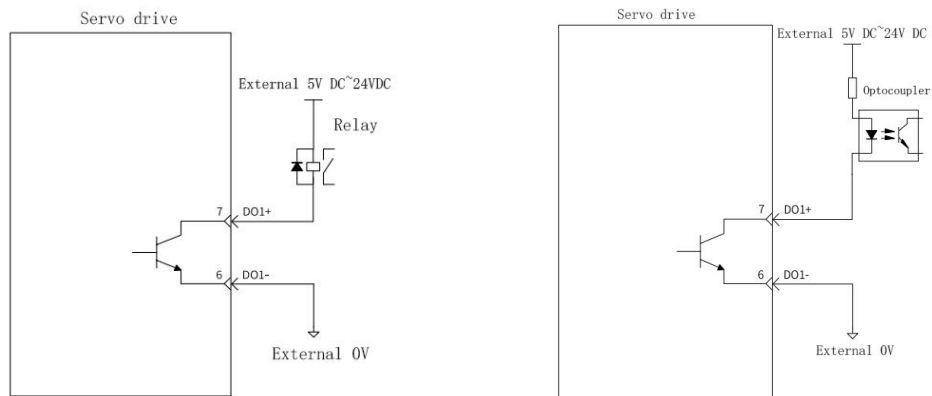 Servo drive
External 5V DC~24VDC
Relay
7 DO1+
6 DO1-
External 0V
Servo drive
External 5V DC~24V DC
Optocoupler
7 DO1+
6 DO1-
External 0V